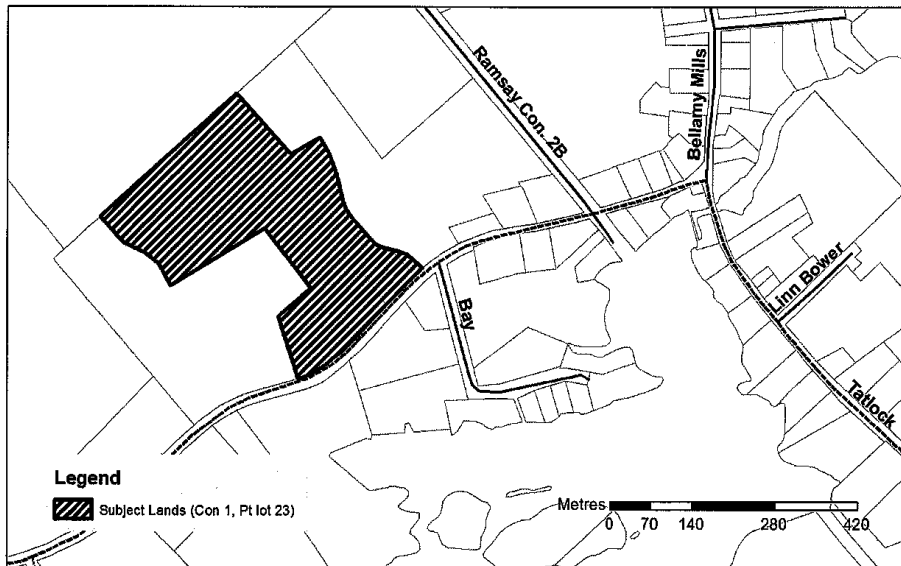 Ramsay Con. 2B
Bellamy Mills
Linn Bower
Bay
Tatlock
Legend
Subject Lands (Con 1, Pt lot 23)
Metres
0 70 140 280 420